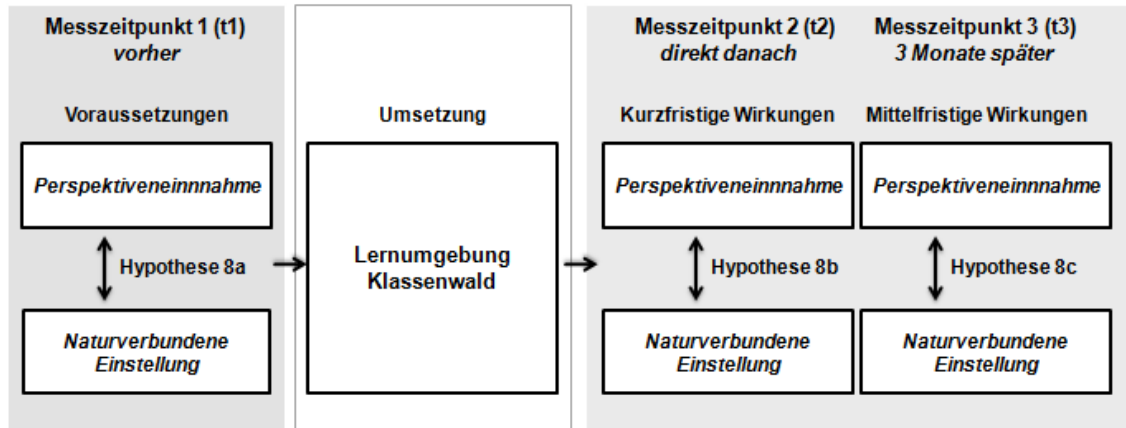 Messzeitpunkt 1 (t1)
vorher
Voraussetzungen
Perspektiveneinnnahme
Hypothese 8a
Naturverbundene
Einstellung
Umsetzung
Lernumgebung
Klassenwald
Messzeitpunkt 2 (t2)
direkt danach
Kurzfristige Wirkungen
Perspektiveneinnnahme
Hypothese 8b
Naturverbundene
Einstellung
Messzeitpunkt 3 (t3)
3 Monate später
Mittelfristige Wirkungen
Perspektiveneinnnahme
Hypothese 8c
Naturverbundene
Einstellung